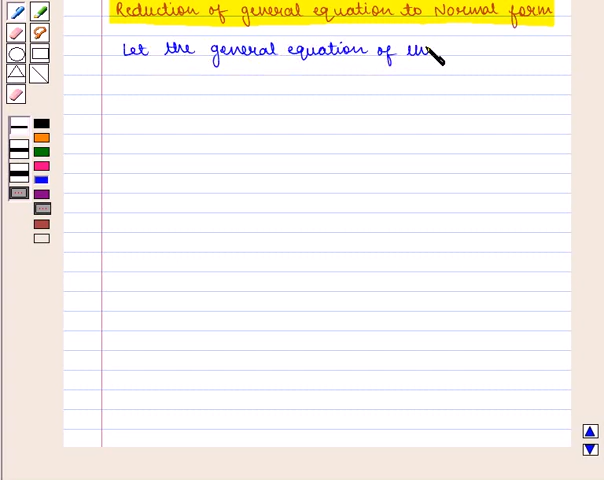 Reduction of general equation to Normal form
Let the general equation of